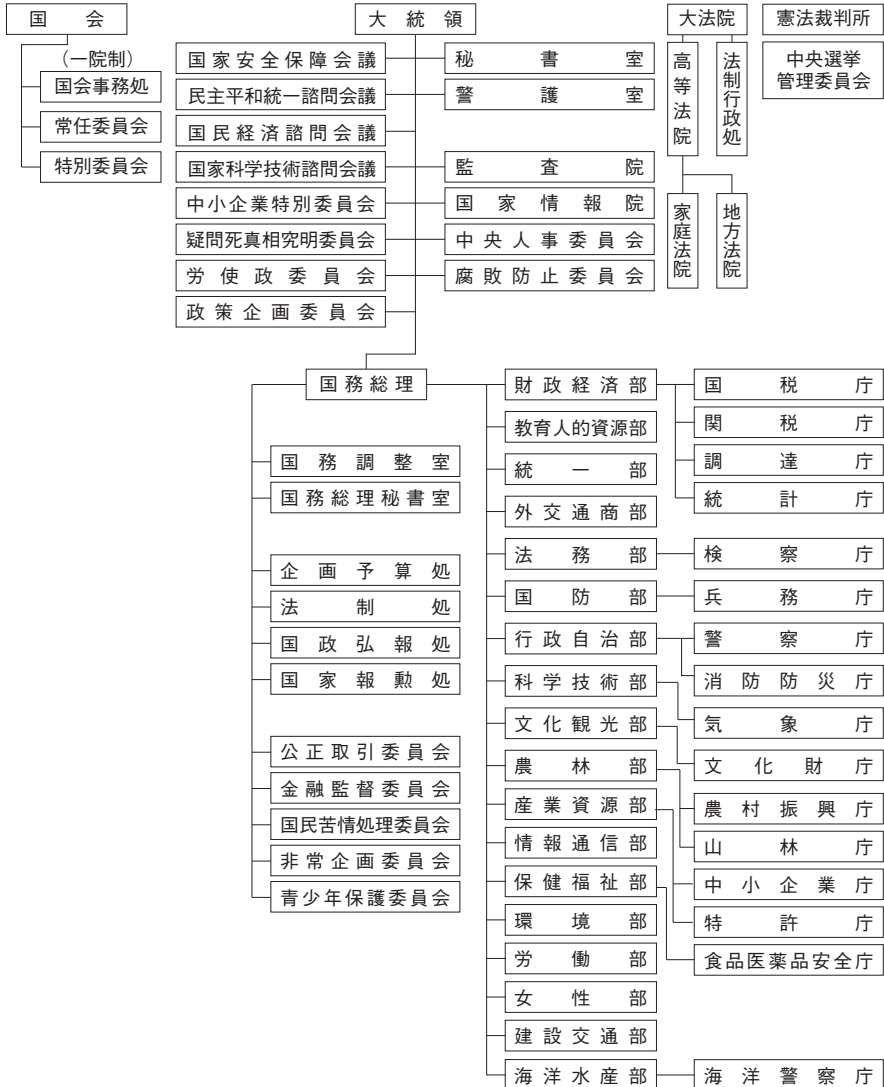 国会
(一院制)
国会事務処
常任委員会
特別委員会
大統領
国家安全保障会議
民主平和統一諮問会議
国民経済諮問会議
国家科学技術諮問会議
中小企業特別委員会
疑問死真相究明委員会
労使政委員会
政策企画委員会
秘書室
警護室
監査院
国家情報院
中央人事委員会
腐敗防止委員会
大法院
高等法院
法制行政処
家庭法院
地方法院
憲法裁判所
中央選挙
管理委員会
国務総理
国務調整室
国務総理秘書室
企画予算処
法制処
国政弘報処
国家報勲処
公正取引委員会
金融監督委員会
国民苦情処理委員会
非常企画委員会
青少年保護委員会
財政経済部
教育人的資源部
統一部
外交通商部
法務部
国防部
行政自治部
科学技術部
文化観光部
農林部
産業資源部
情報通信部
保健福祉部
環境部
労働部
女性部
建設交通部
海洋水産部
国税庁
関税庁
調達庁
統計庁
検察庁
兵務庁
警察庁
消防防災庁
気象庁
文化財庁
農村振興庁
山林庁
中小企業庁
特許庁
食品医薬品安全庁
海洋警察庁